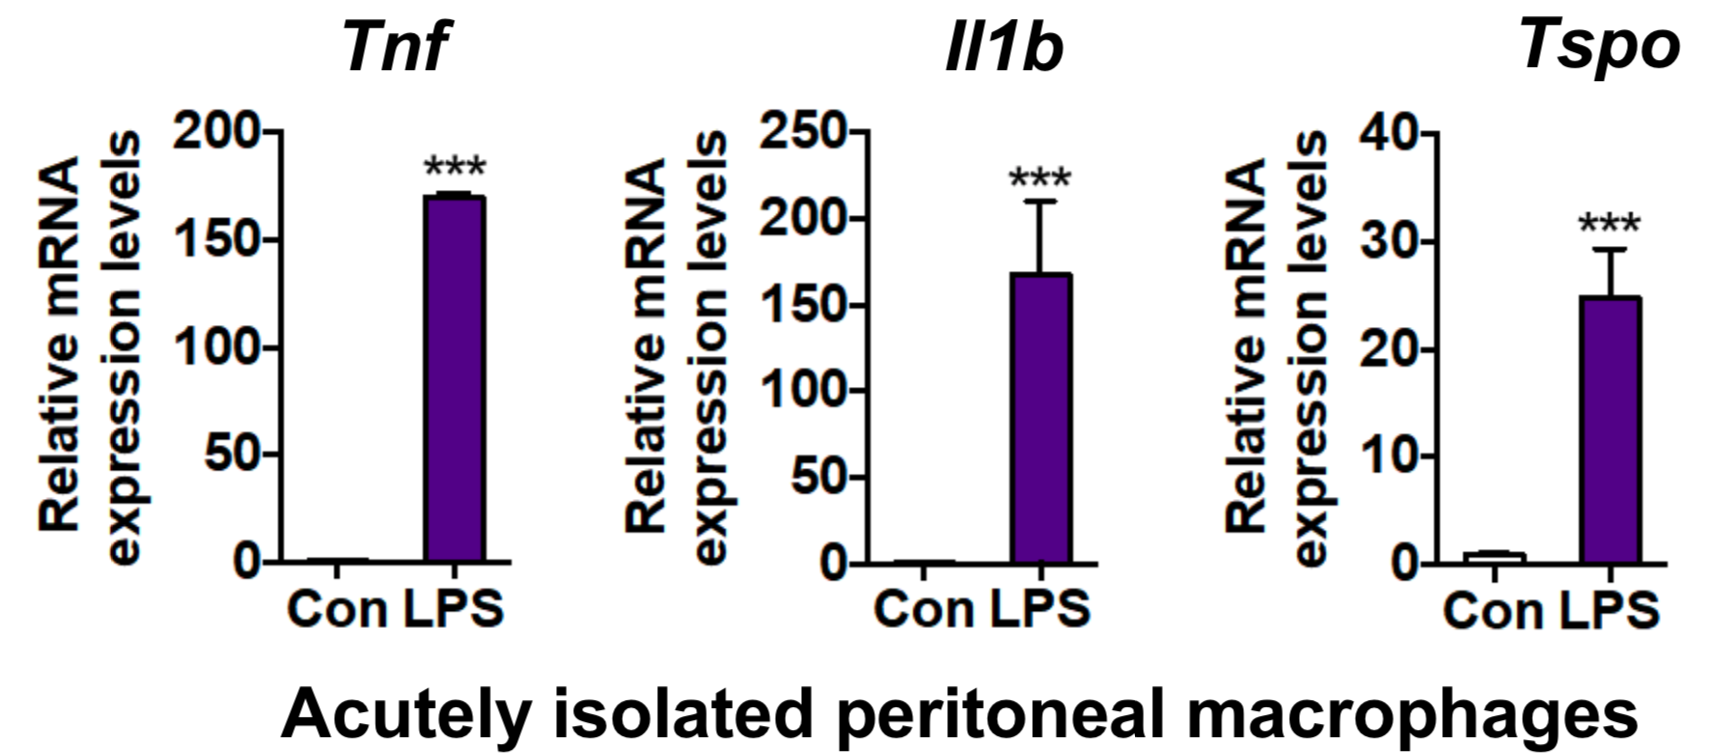 Tnf
Relative mRNA
expression levels
200
150
100
50
0
***
Con LPS
Il1b
Relative mRNA
expression levels
250
200
150
100
50
0
***
Con LPS
Tspo
Relative mRNA
expression levels
40
30
20
10
0
***
Con LPS
Acutely isolated peritoneal macrophages